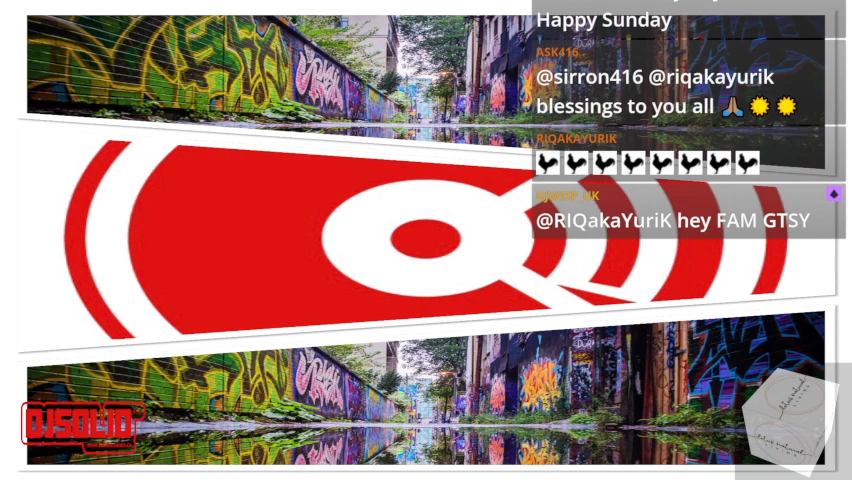 Happy Sunday
ASK416
@sirron416 @riqakayurik
blessings to you all 🙏🏽
RIQAKAYURIK
@RIQakaYuriK hey FAM GTSY
DJSOLID